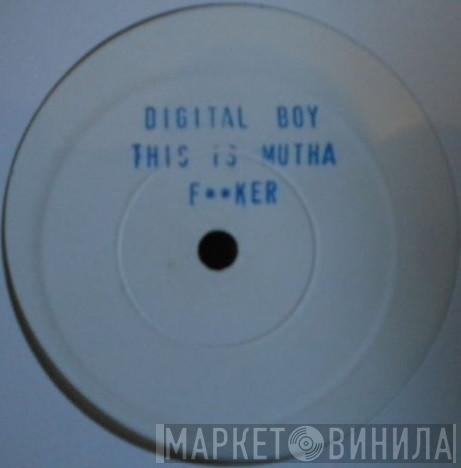 DIGITAL BOY
THIS IS MUTHA
F••KER
МАРКЕТ ВИНИЛА